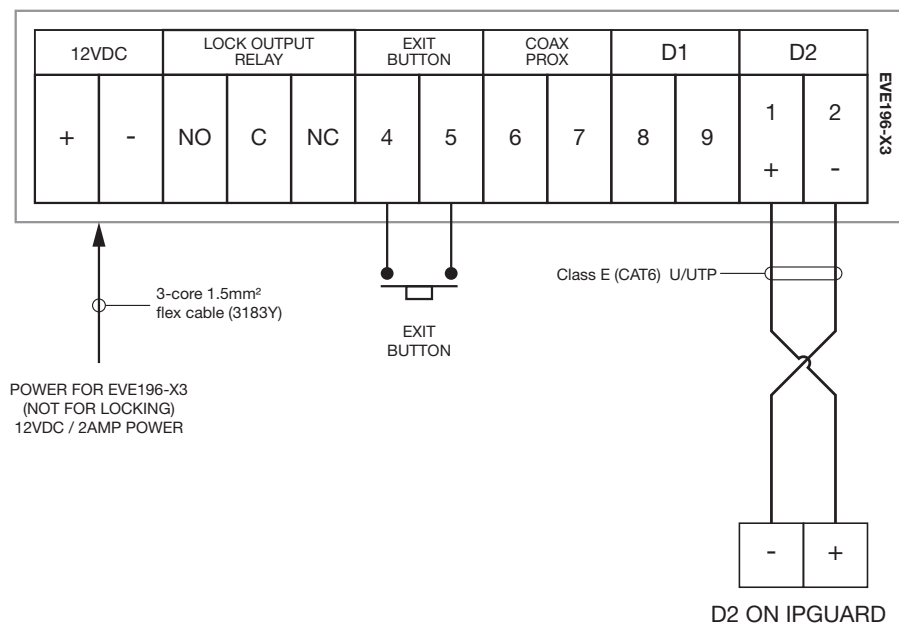 12VDC
LOCK OUTPUT
RELAY
EXIT
BUTTON
COAX
PROX
D1
D2
+
-
NO
C
NC
4
5
6
7
8
9
1
+
2
-
EVE196-X3
3-core 1.5mm²
flex cable (3183Y)
EXIT
BUTTON
Class E (CAT6) U/UTP
POWER FOR EVE196-X3
(NOT FOR LOCKING)
12VDC / 2AMP POWER
-
+
D2 ON IPGUARD